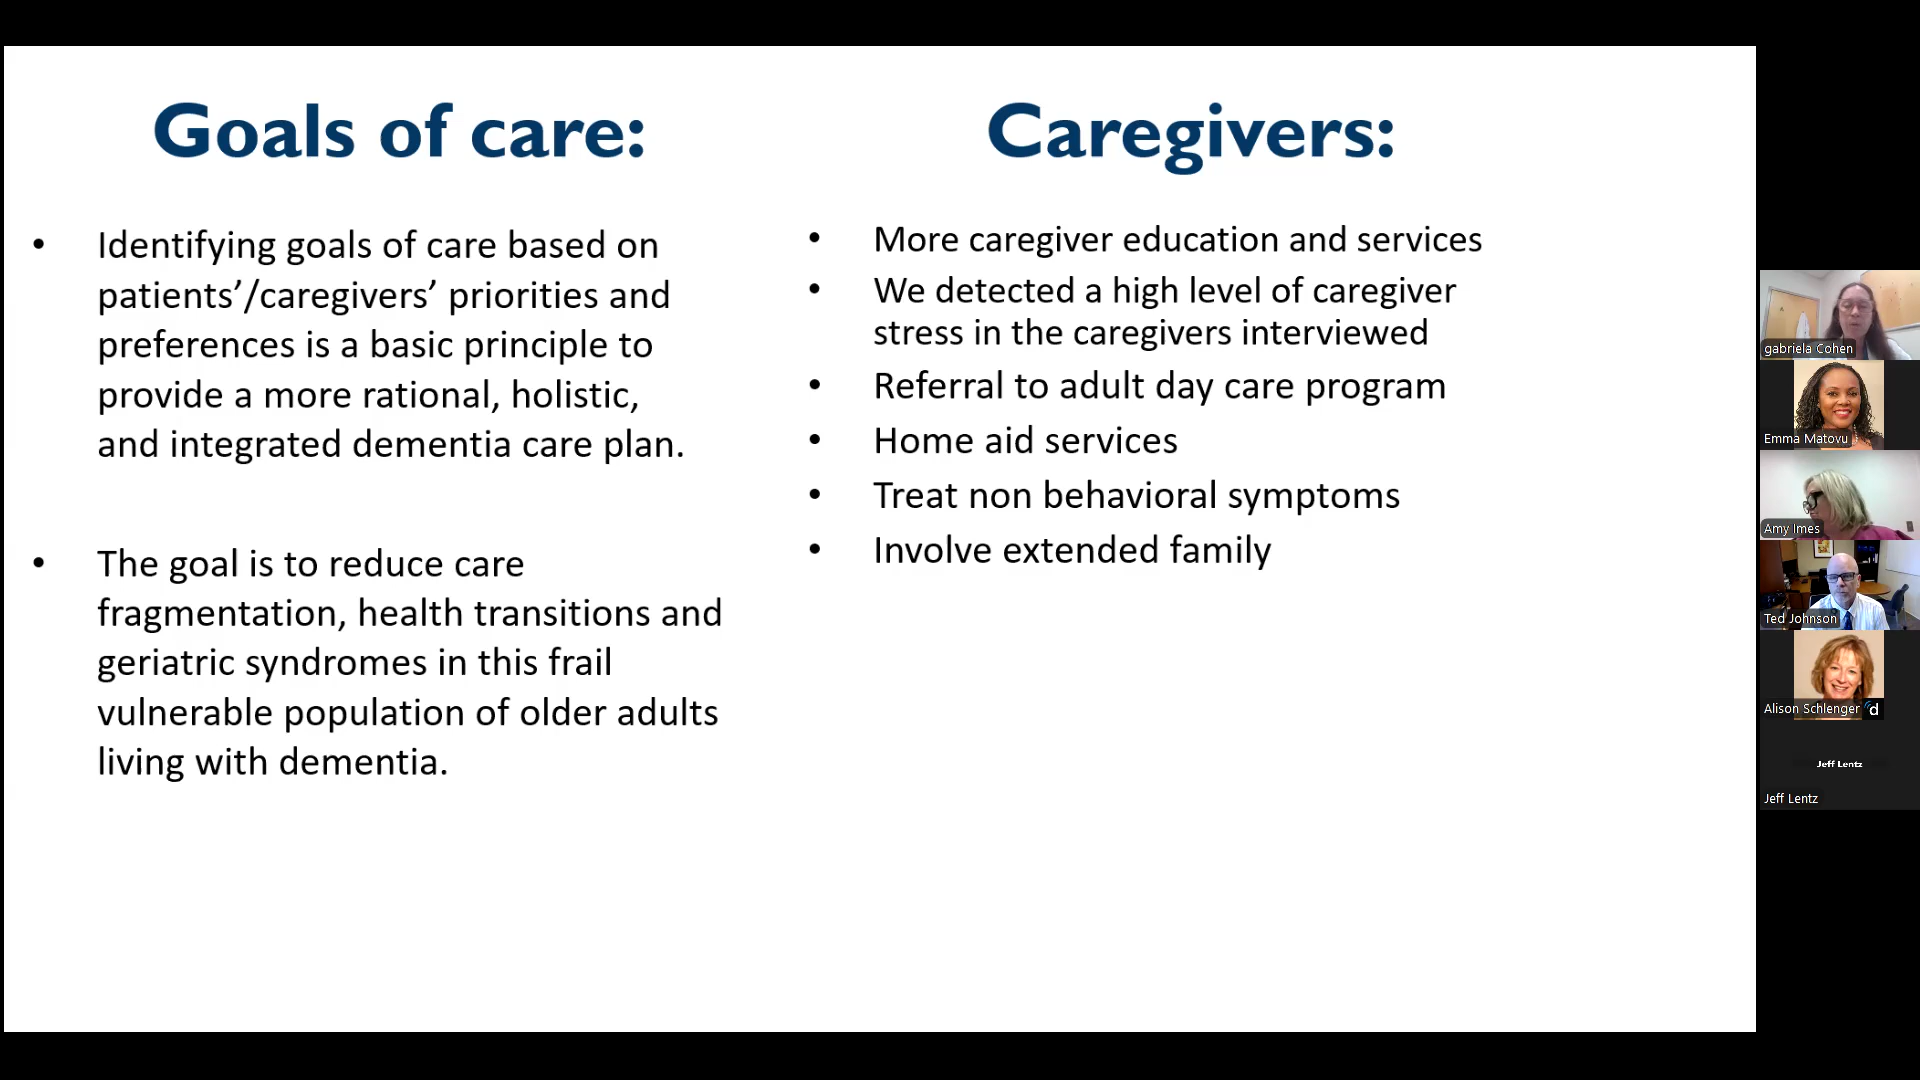 Goals of care:
• Identifying goals of care based on
patients’/caregivers’ priorities and
preferences is a basic principle to
provide a more rational, holistic,
and integrated dementia care plan.
• The goal is to reduce care
fragmentation, health transitions and
geriatric syndromes in this frail
vulnerable population of older adults
living with dementia.
Caregivers:
• More caregiver education and services
• We detected a high level of caregiver
stress in the caregivers interviewed
• Referral to adult day care program
• Home aid services
• Treat non behavioral symptoms
• Involve extended family
gabriela Cohen
Emma Matovu
Amy Imes
Ted Johnson
Alison Schlenger
d
Jeff Lentz
Jeff Lentz